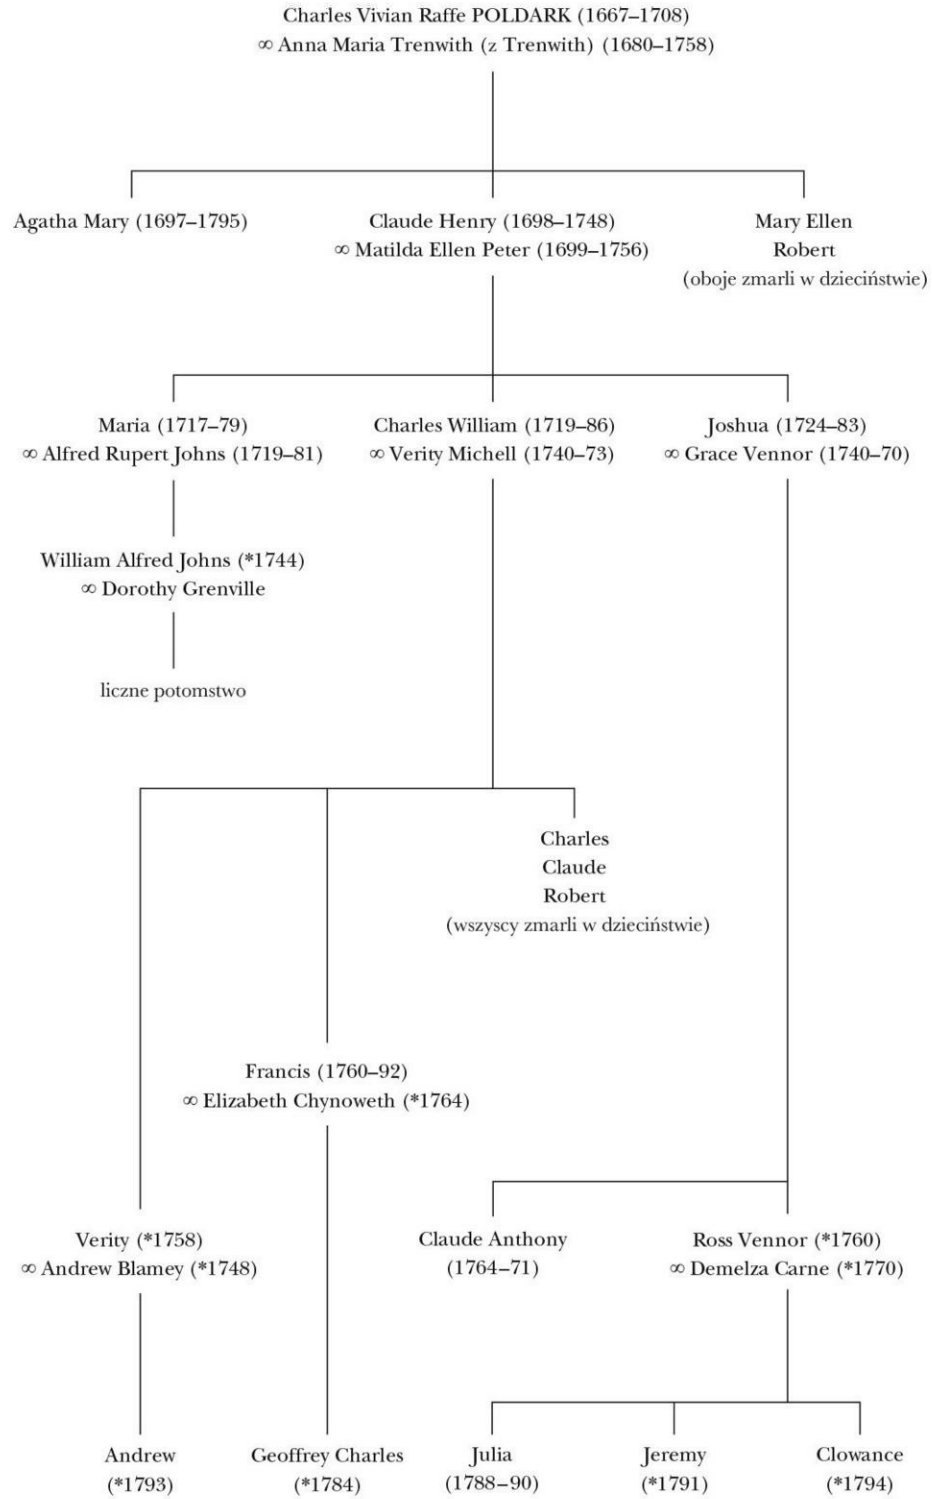 Charles Vivian Raffe POLDARK (1667–1708)
∞ Anna Maria Trenwith (z Trenwith) (1680–1758)
Agatha Mary (1697–1795)
Claude Henry (1698–1748)
∞ Matilda Ellen Peter (1699–1756)
Mary Ellen
Robert
(oboje zmarli w dzieciństwie)
Maria (1717–79)
∞ Alfred Rupert Johns (1719–81)
Charles William (1719–86)
∞ Verity Michell (1740–73)
Joshua (1724–83)
∞ Grace Vennor (1740–70)
William Alfred Johns (*1744)
∞ Dorothy Grenville
liczne potomstwo
Charles
Claude
Robert
(wszyscy zmarli w dzieciństwie)
Francis (1760–92)
∞ Elizabeth Chynoweth (*1764)
Verity (*1758)
∞ Andrew Blamey (*1748)
Claude Anthony
(1764–71)
Ross Vennor (*1760)
∞ Demelza Carne (*1770)
Andrew
(*1793)
Geoffrey Charles
(*1784)
Julia
(1788–90)
Jeremy
(*1791)
Clowance
(*1794)